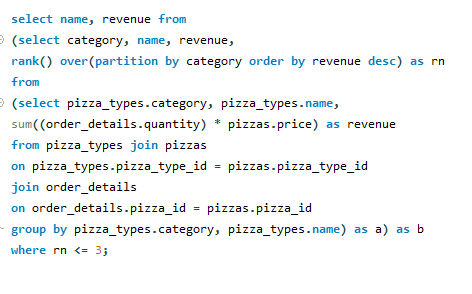 select name, revenue from
(select category, name, revenue,
rank() over(partition by category order by revenue desc) as rn
from
(select pizza_types.category, pizza_types.name,
sum((order_details.quantity) * pizzas.price) as revenue
from pizza_types join pizzas
on pizza_types.pizza_type_id = pizzas.pizza_type_id
join order_details
on order_details.pizza_id = pizzas.pizza_id
group by pizza_types.category, pizza_types.name) as a) as b
where rn <= 3;